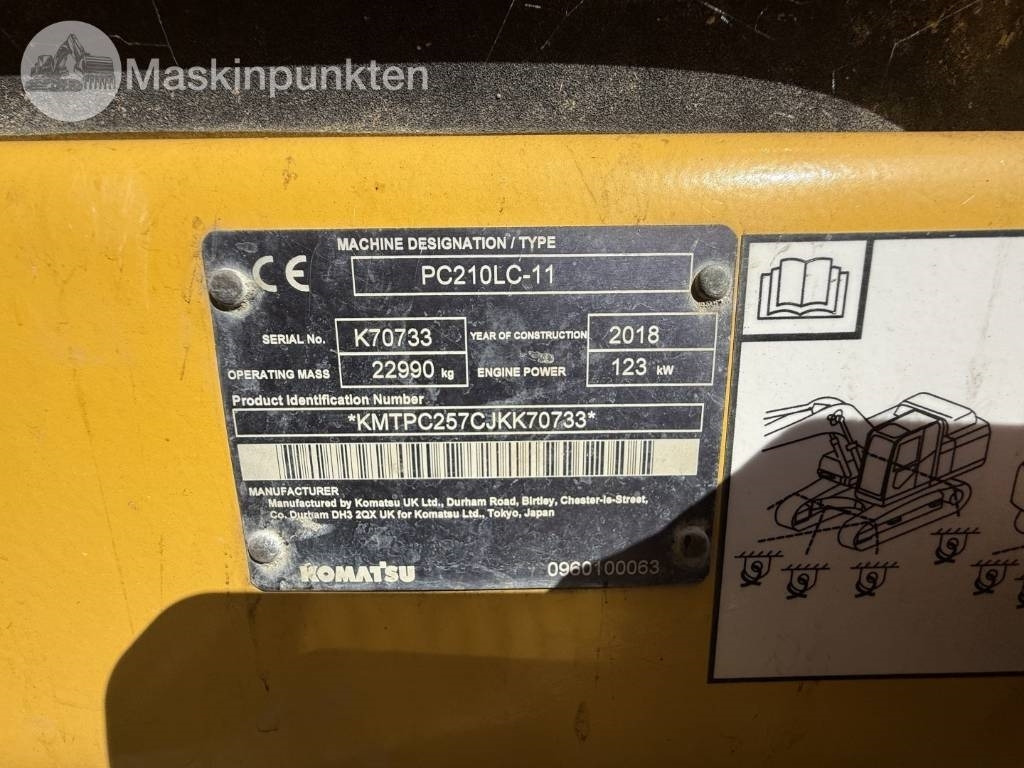 Maskinpunkten
MACHINE DESIGNATION / TYPE
CE PC210LC-11
SERIAL No. K70733 YEAR OF CONSTRUCTION 2018
OPERATING MASS 22990 kg ENGINE POWER 123 kW
Product Identification Number
*KMTPC257CJKK70733*
MANUFACTURER
Manufactured by Komatsu UK Ltd., Durham Road, Birtley, Chester-le-Street,
Co. Durham DH3 2QX UK for Komatsu Ltd., Tokyo, Japan
KOMATSU 0960100063